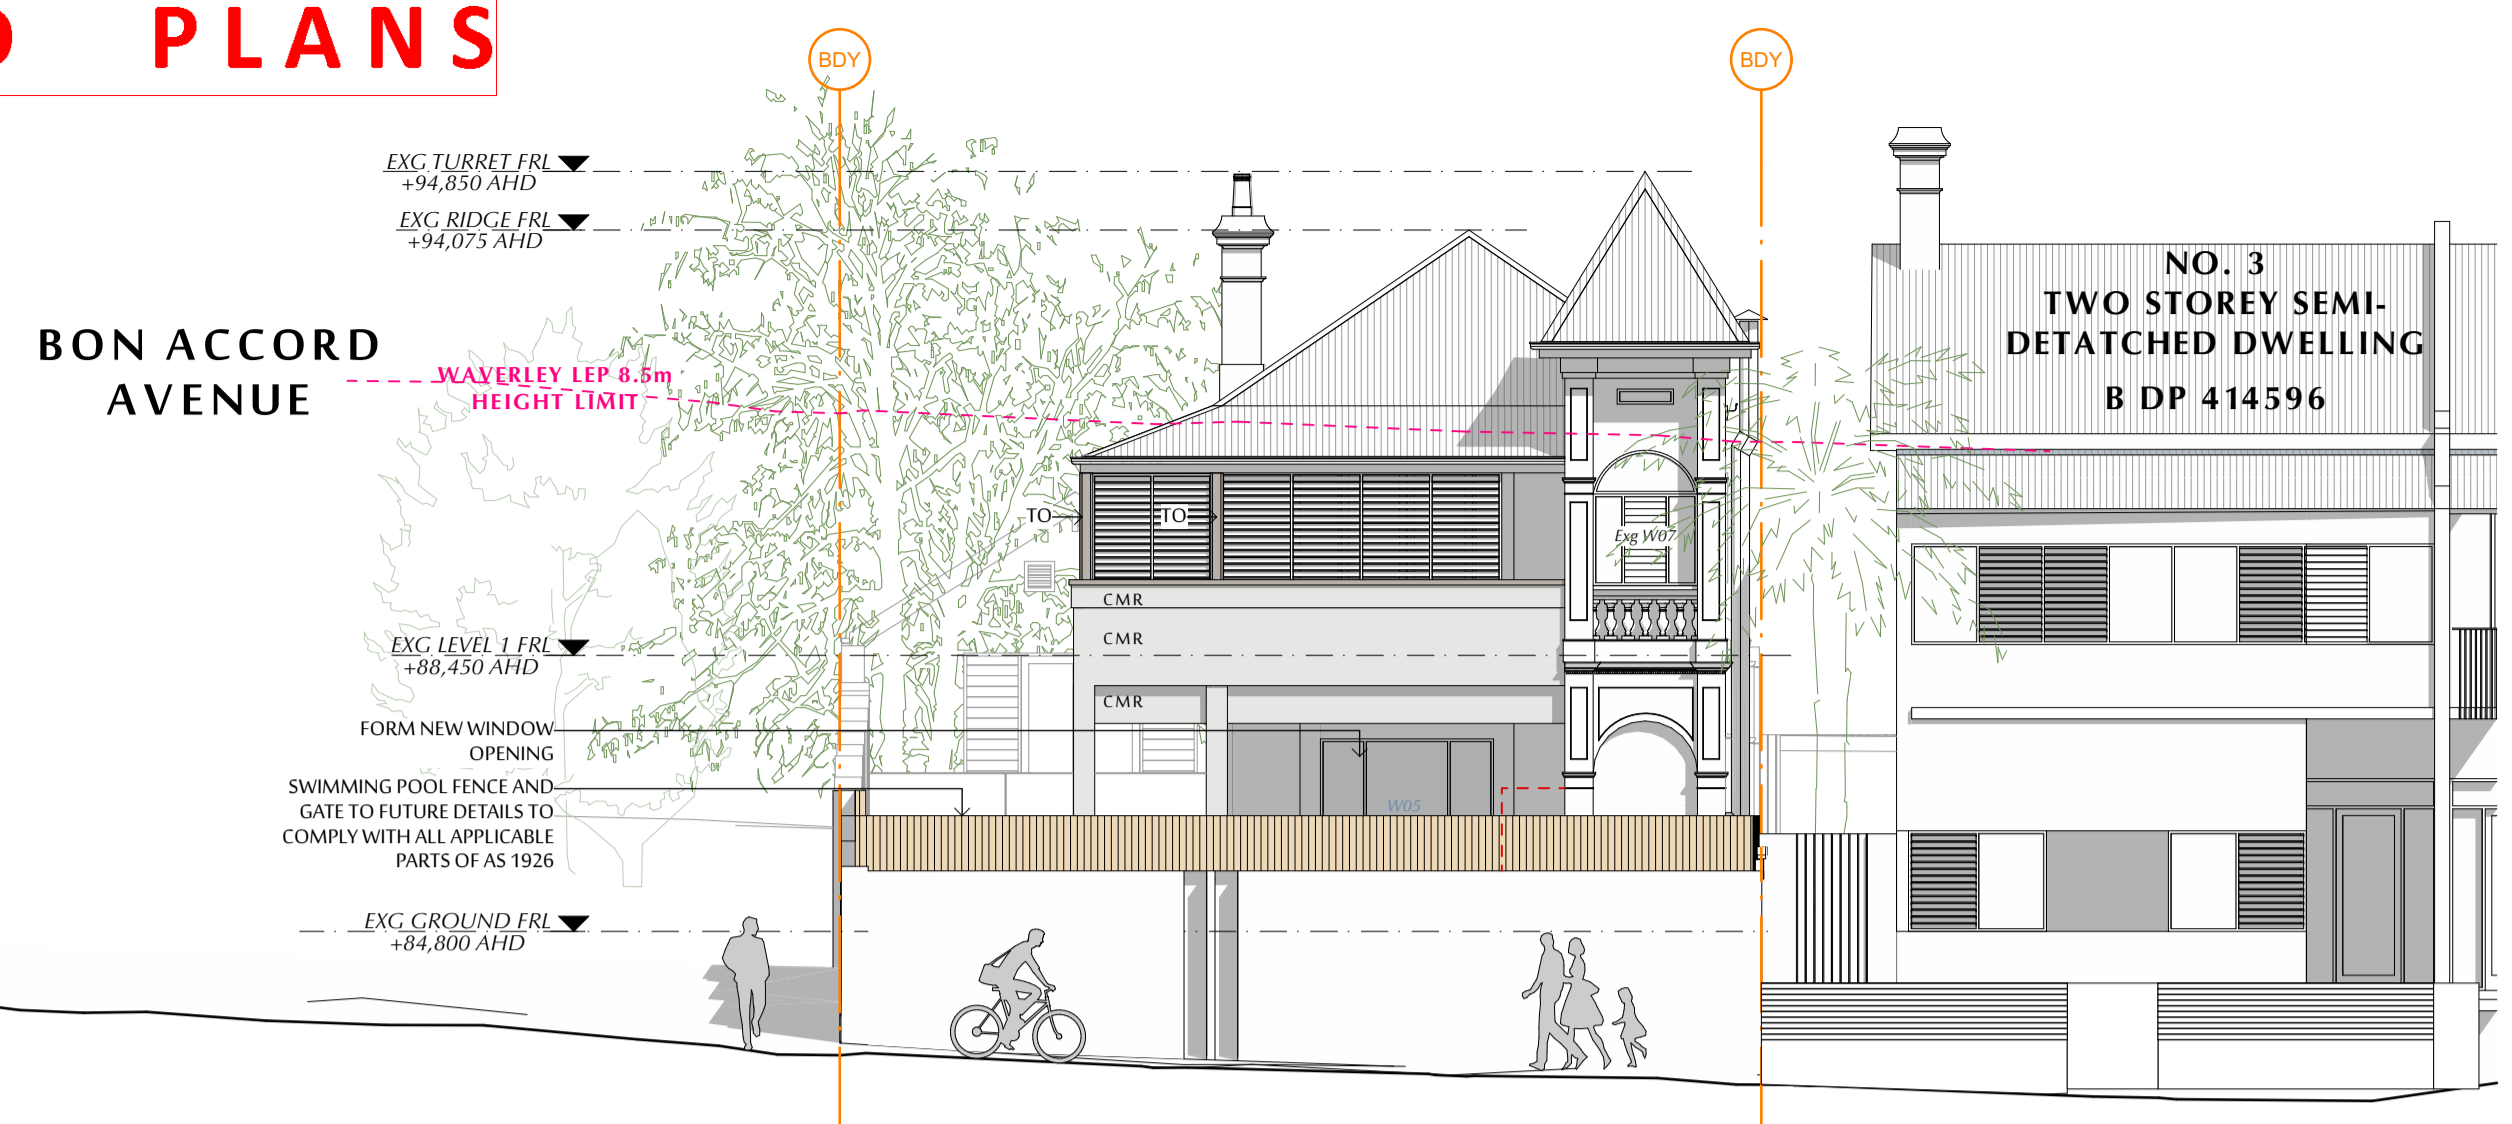 PLANS
BDY
BDY
EXG TURRET FRL
+94,850 AHD
EXG RIDGE FRL
+94,075 AHD
BON ACCORD
AVENUE
WAVERLEY LEP 8.5m
HEIGHT LIMIT
NO. 3
TWO STOREY SEMI-
DETATCHED DWELLING
B DP 414596
TO
TO
Exg W07
CMR
CMR
CMR
EXG LEVEL 1 FRL
+88,450 AHD
FORM NEW WINDOW
OPENING
SWIMMING POOL FENCE AND
GATE TO FUTURE DETAILS TO
COMPLY WITH ALL APPLICABLE
PARTS OF AS 1926
W05
EXG GROUND FRL
+84,800 AHD